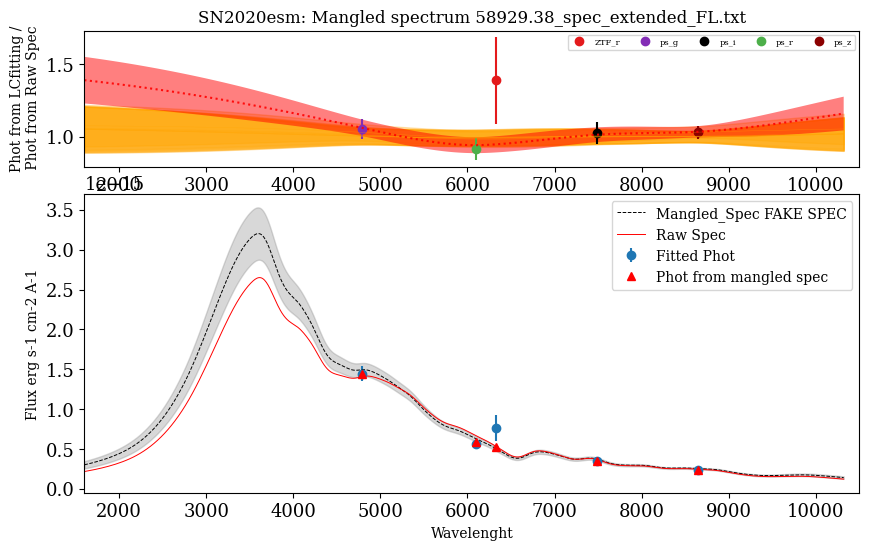 SN2020esm: Mangled spectrum 58929.38_spec_extended_FL.txt
Phot from LCfitting /
Phot from Raw Spec
1.5
1.0
ZTF_r ps_g ps_i ps_r ps_z
2000 3000 4000 5000 6000 7000 8000 9000 10000
1e−15
Flux erg s-1 cm-2 A-1
3.5
3.0
2.5
2.0
1.5
1.0
0.5
0.0
Mangled_Spec FAKE SPEC
Raw Spec
Fitted Phot
Phot from mangled spec
2000 3000 4000 5000 6000 7000 8000 9000 10000
Wavelenght